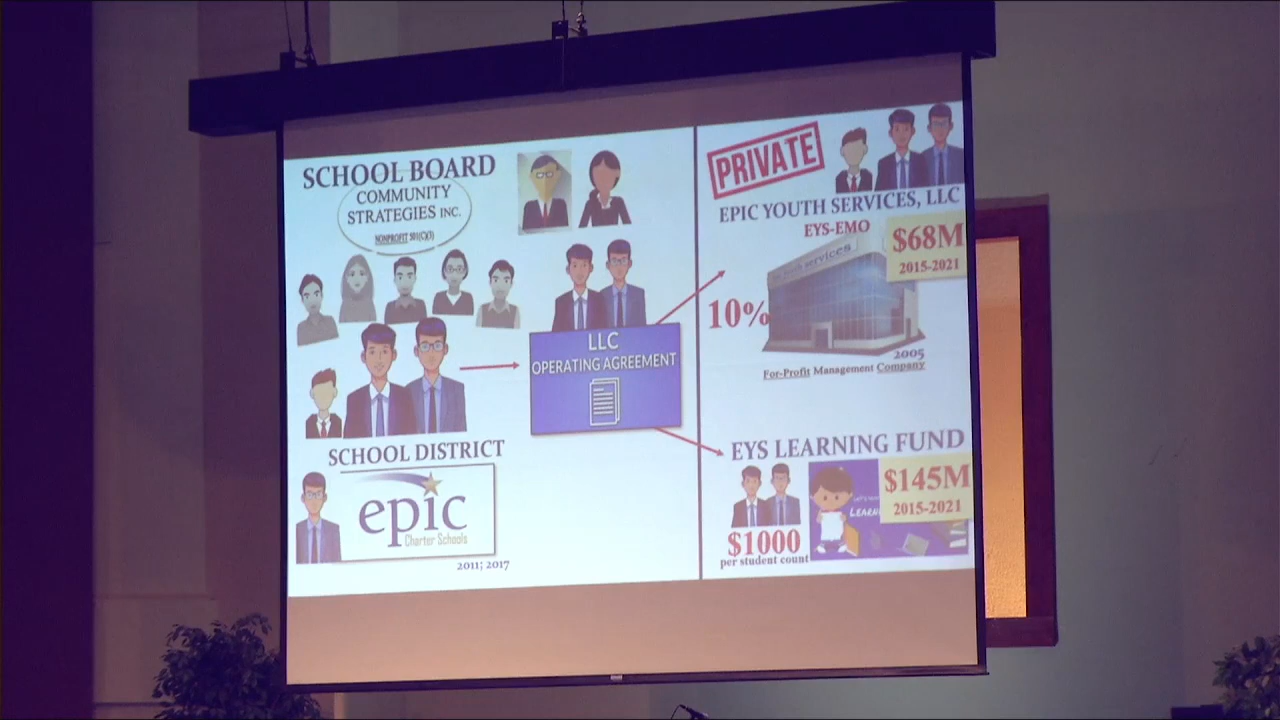 SCHOOL BOARD
COMMUNITY
STRATEGIES INC.
NONPROFIT 501(C)(3)
SCHOOL DISTRICT
epic
Charter Schools
2011; 2017
LLC
OPERATING AGREEMENT
PRIVATE
EPIC YOUTH SERVICES, LLC
EYS-EMO
$68M
2015-2021
services
10%
2005
For-Profit Management Company
EYS LEARNING FUND
$145M
2015-2021
$1000
per student count